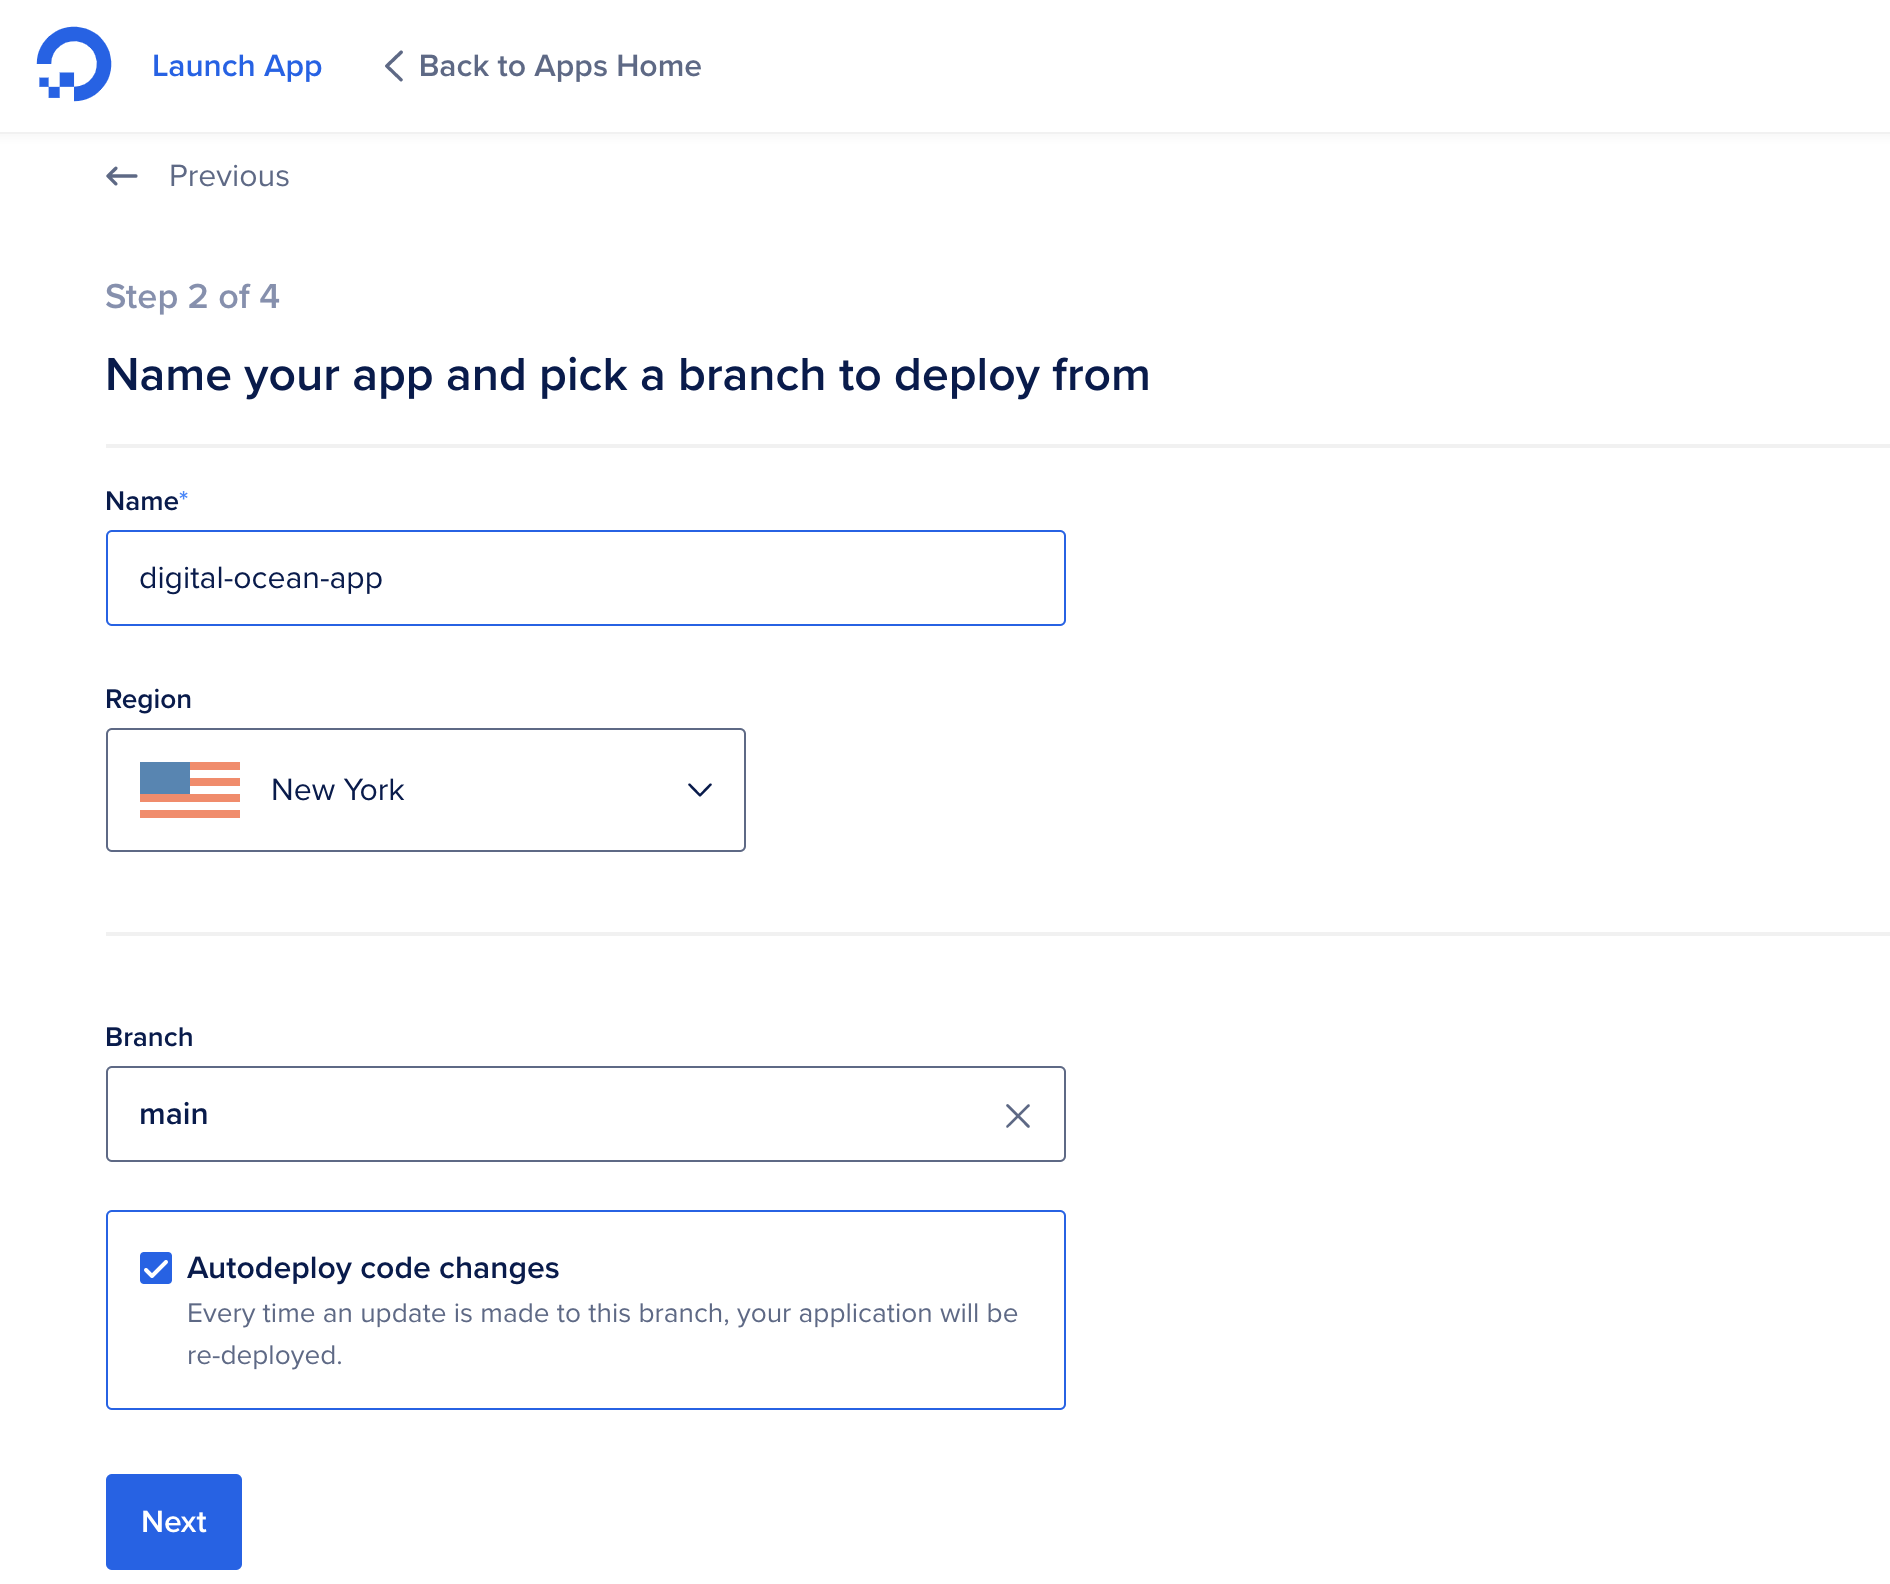 Launch App
Back to Apps Home
Previous
Step 2 of 4
Name your app and pick a branch to deploy from
Name*
digital-ocean-app
Region
New York
Branch
main
Autodeploy code changes
Every time an update is made to this branch, your application will be
re-deployed.
Next